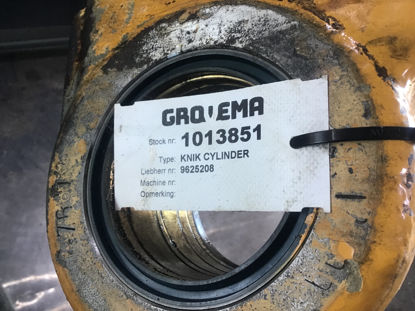 GROVEMA
Stock nr: 1013851
Type: KNIK CYLINDER
Liebherr nr: 9625208
Machine nr:
Opmerking: